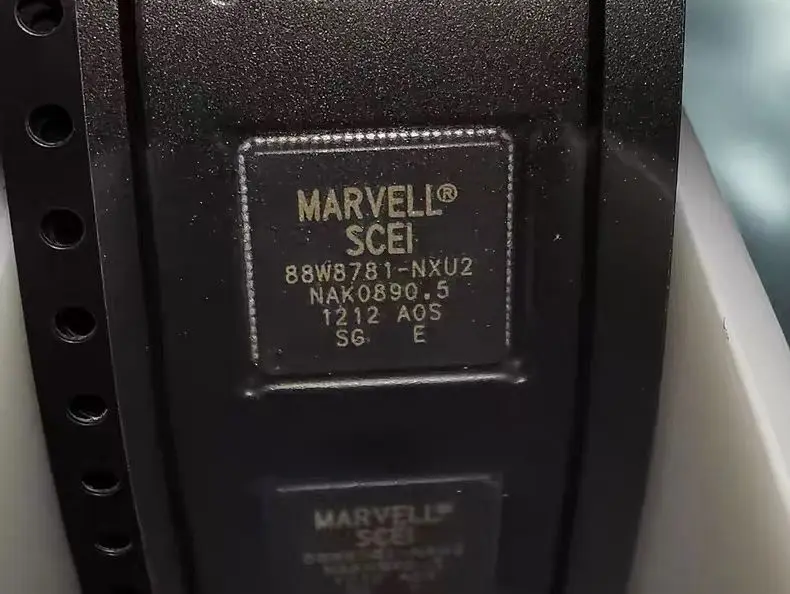 MARVELL®
SCEI
88W8781-NXU2
NAK0890.5
1212 A0S
SG E
MARVELL®
SCEI